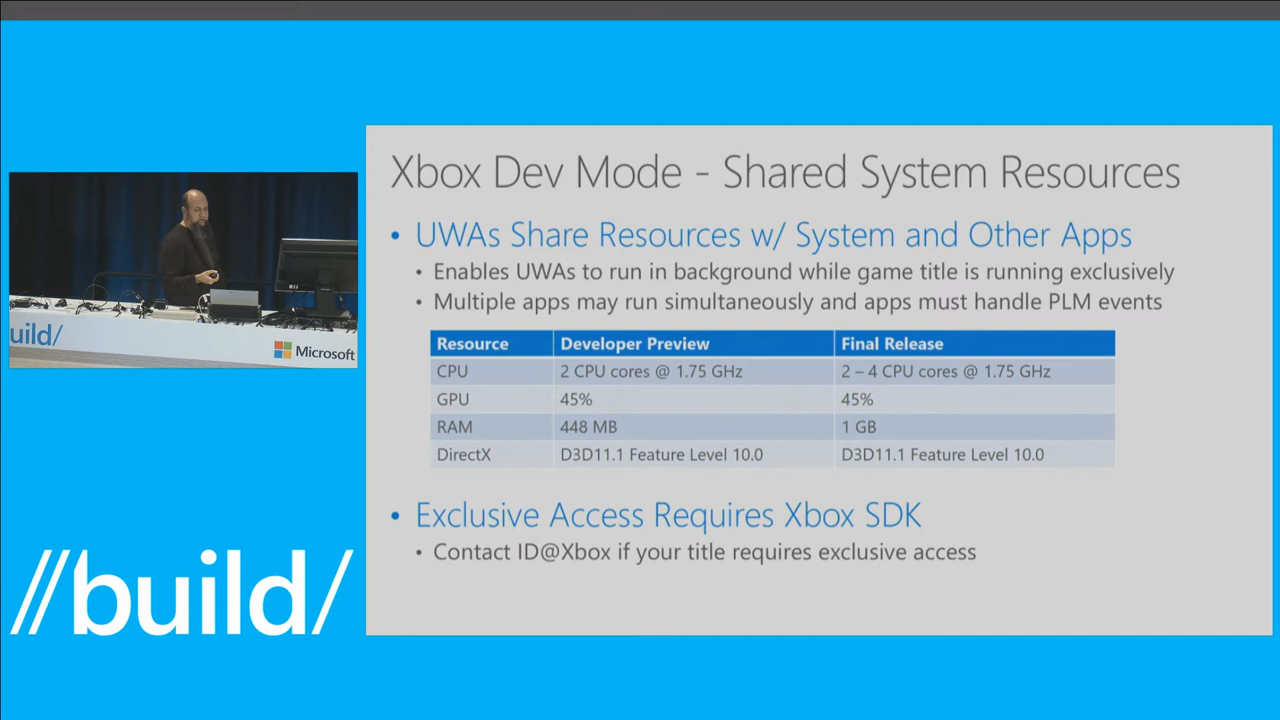 Xbox Dev Mode - Shared System Resources
• UWAs Share Resources w/ System and Other Apps
• Enables UWAs to run in background while game title is running exclusively
• Multiple apps may run simultaneously and apps must handle PLM events
Resource Developer Preview Final Release
CPU 2 CPU cores @ 1.75 GHz 2 – 4 CPU cores @ 1.75 GHz
GPU 45% 45%
RAM 448 MB 1 GB
DirectX D3D11.1 Feature Level 10.0 D3D11.1 Feature Level 10.0
• Exclusive Access Requires Xbox SDK
• Contact ID@Xbox if your title requires exclusive access
uild/
Microsoft
//build/